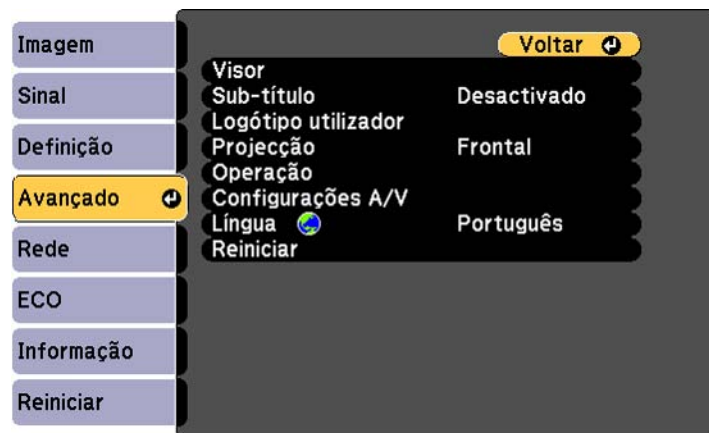 Imagem
Sinal
Definição
Avançado
Rede
ECO
Informação
Reiniciar
Voltar
Visor
Sub-título Desactivado
Logótipo utilizador
Projecção Frontal
Operação
Configurações A/V
Língua Português
Reiniciar